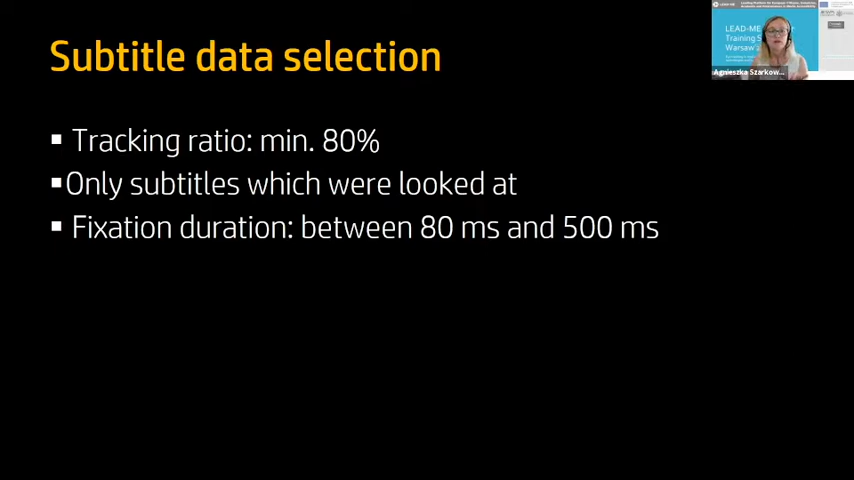 Subtitle data selection
▪ Tracking ratio: min. 80%
▪Only subtitles which were looked at
▪ Fixation duration: between 80 ms and 500 ms
LEAD-ME
Training S
Warsaw
Agnieszka Szarkow...